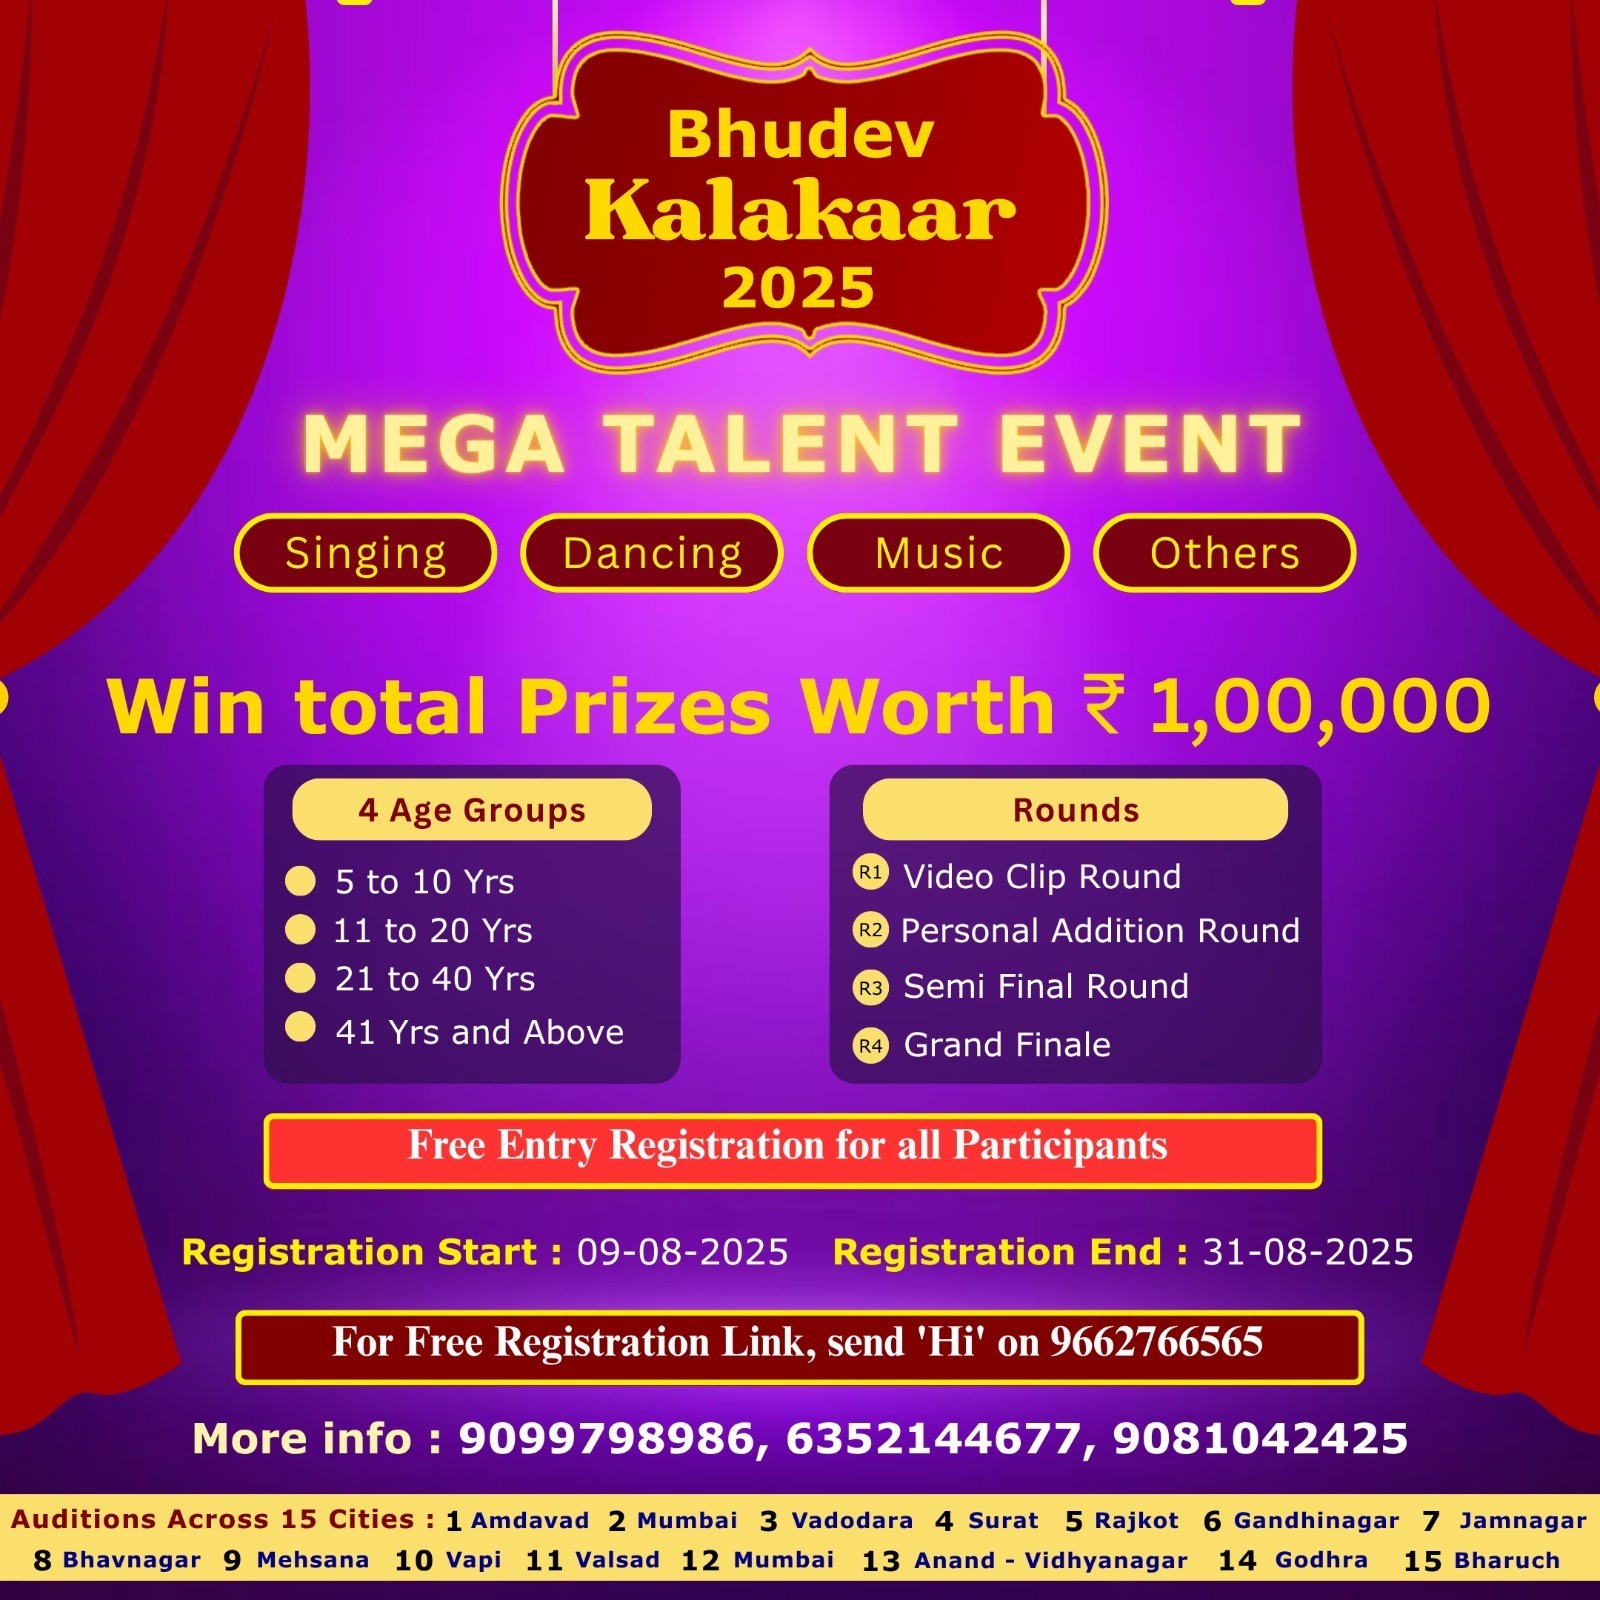 Bhudev
Kalakaar
2025
MEGA TALENT EVENT
Singing Dancing Music Others
Win total Prizes Worth ₹ 1,00,000
4 Age Groups
5 to 10 Yrs
11 to 20 Yrs
21 to 40 Yrs
41 Yrs and Above
Rounds
R1 Video Clip Round
R2 Personal Addition Round
R3 Semi Final Round
R4 Grand Finale
Free Entry Registration for all Participants
Registration Start : 09-08-2025 Registration End : 31-08-2025
For Free Registration Link, send 'Hi' on 9662766565
More info : 9099798986, 6352144677, 9081042425
Auditions Across 15 Cities : 1 Amdavad 2 Mumbai 3 Vadodara 4 Surat 5 Rajkot 6 Gandhinagar 7 Jamnagar
8 Bhavnagar 9 Mehsana 10 Vapi 11 Valsad 12 Mumbai 13 Anand - Vidhyanagar 14 Godhra 15 Bharuch